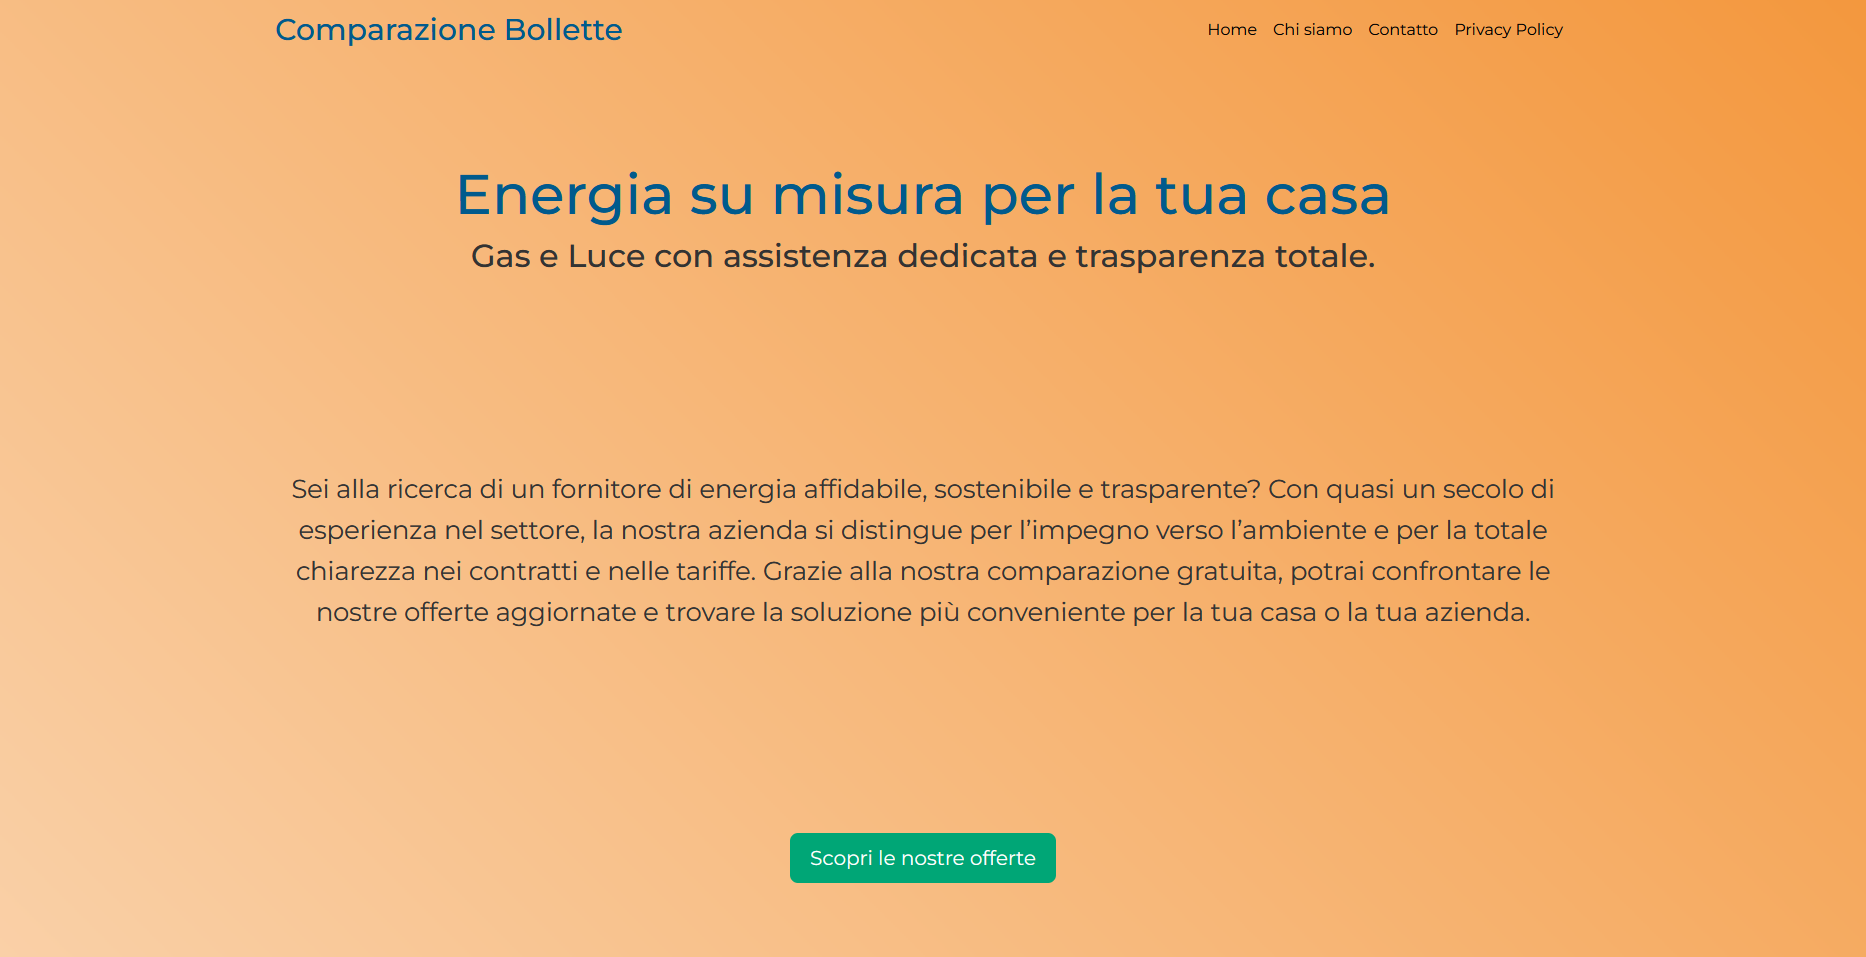 Comparazione Bollette
Home Chi siamo Contatto Privacy Policy
Energia su misura per la tua casa
Gas e Luce con assistenza dedicata e trasparenza totale.
Sei alla ricerca di un fornitore di energia affidabile, sostenibile e trasparente? Con quasi un secolo di
esperienza nel settore, la nostra azienda si distingue per l’impegno verso l’ambiente e per la totale
chiarezza nei contratti e nelle tariffe. Grazie alla nostra comparazione gratuita, potrai confrontare le
nostre offerte aggiornate e trovare la soluzione più conveniente per la tua casa o la tua azienda.
Scopri le nostre offerte